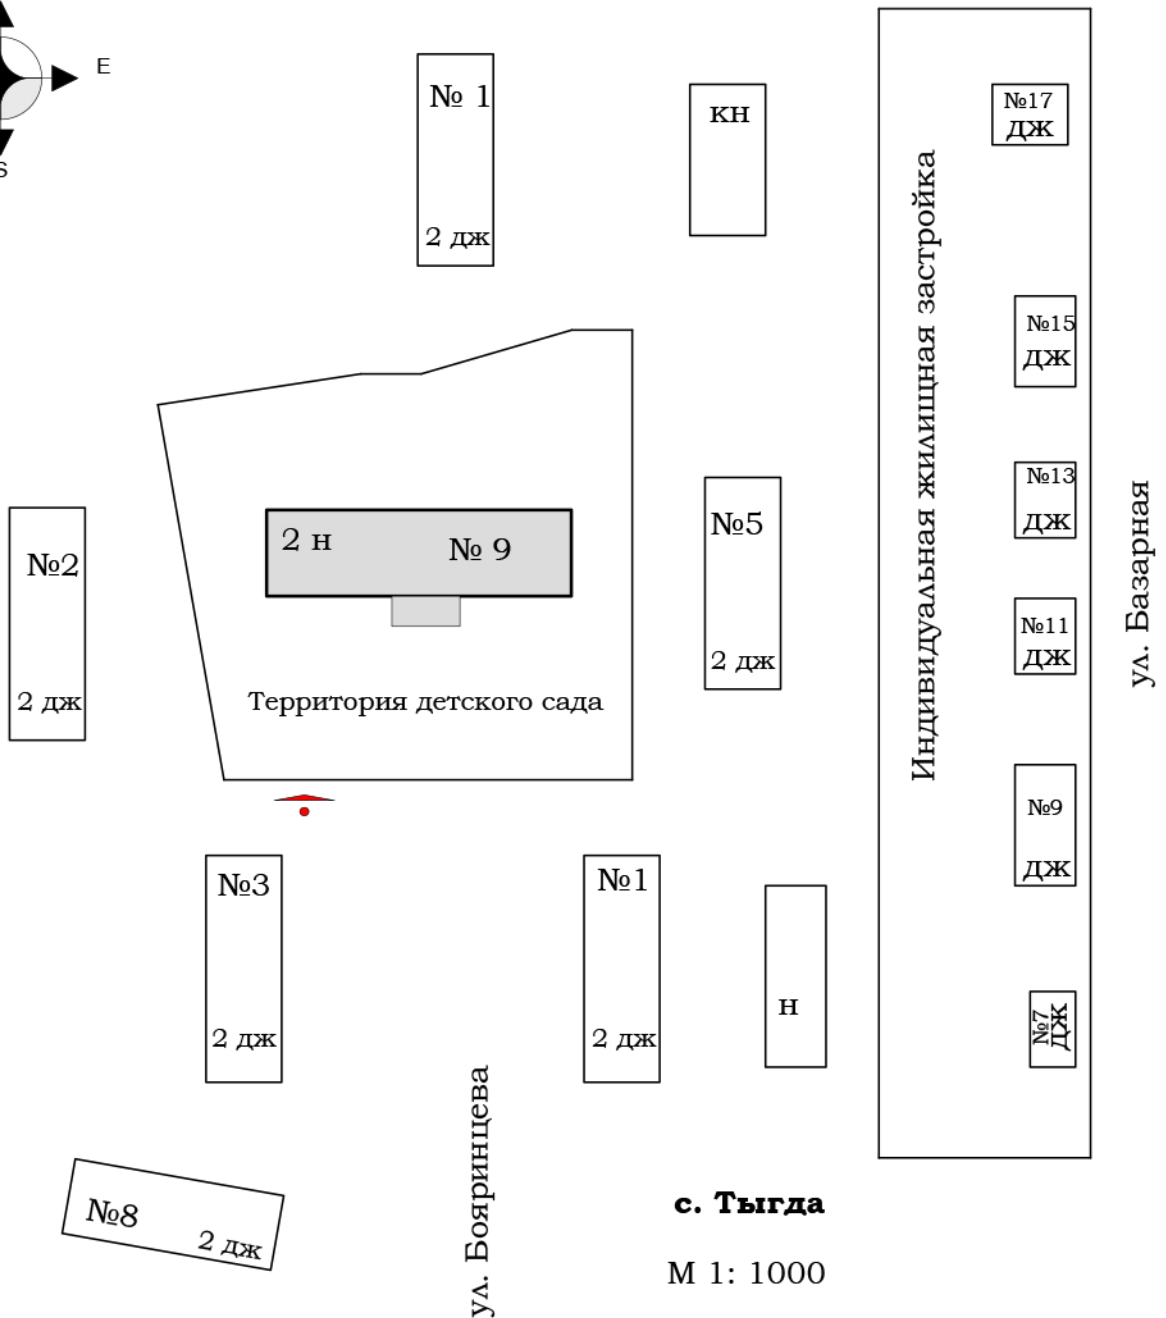 E
S
№ 1
2 дж
кн
№17
дж
Индивидуальная жилищная застройка
№15
дж
№13
дж
№11
дж
№9
дж
№7
дж
ул. Базарная
№2
2 дж
2 н
№ 9
Территория детского сада
№5
2 дж
№3
2 дж
№1
2 дж
н
№8
2 дж
ул. Бояринцева
с. Тыгда
М 1: 1000